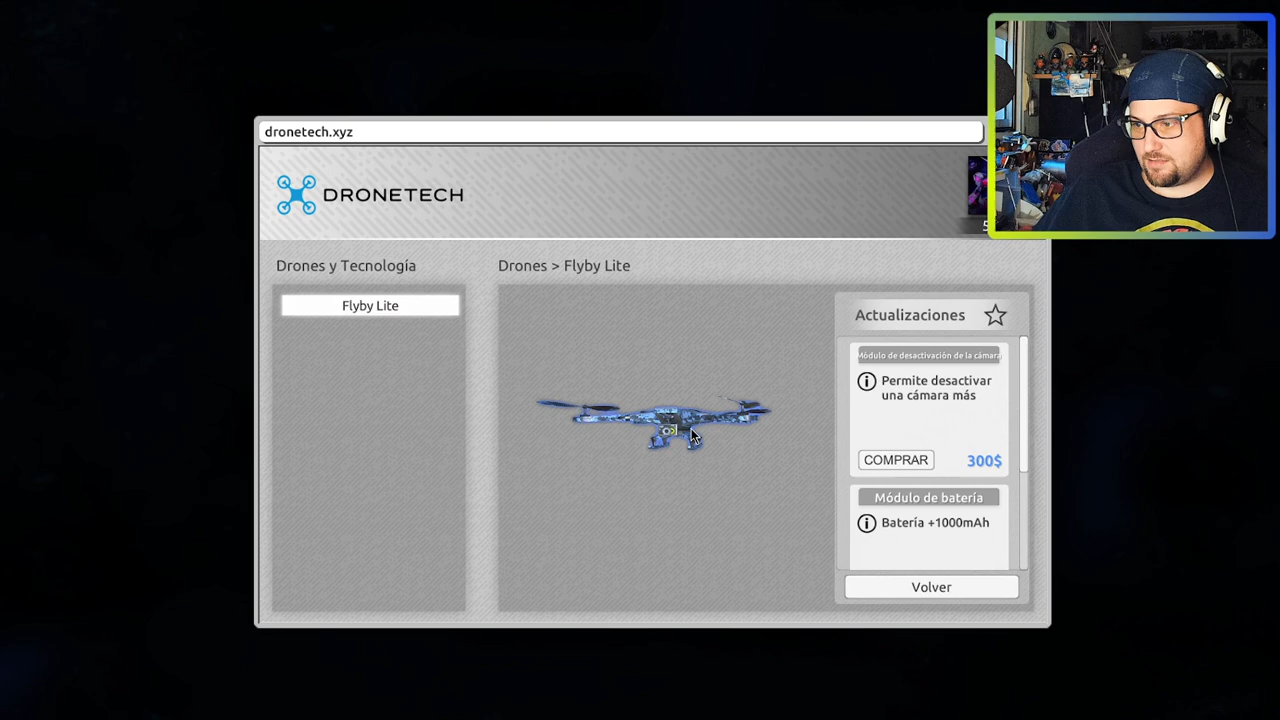 dronetech.xyz
DRONETECH
5
Drones y Tecnología
Drones > Flyby Lite
Flyby Lite
Actualizaciones
Módulo de desactivación de la cámara
Permite desactivar
una cámara más
COMPRAR 300$
Módulo de batería
Batería +1000mAh
Volver